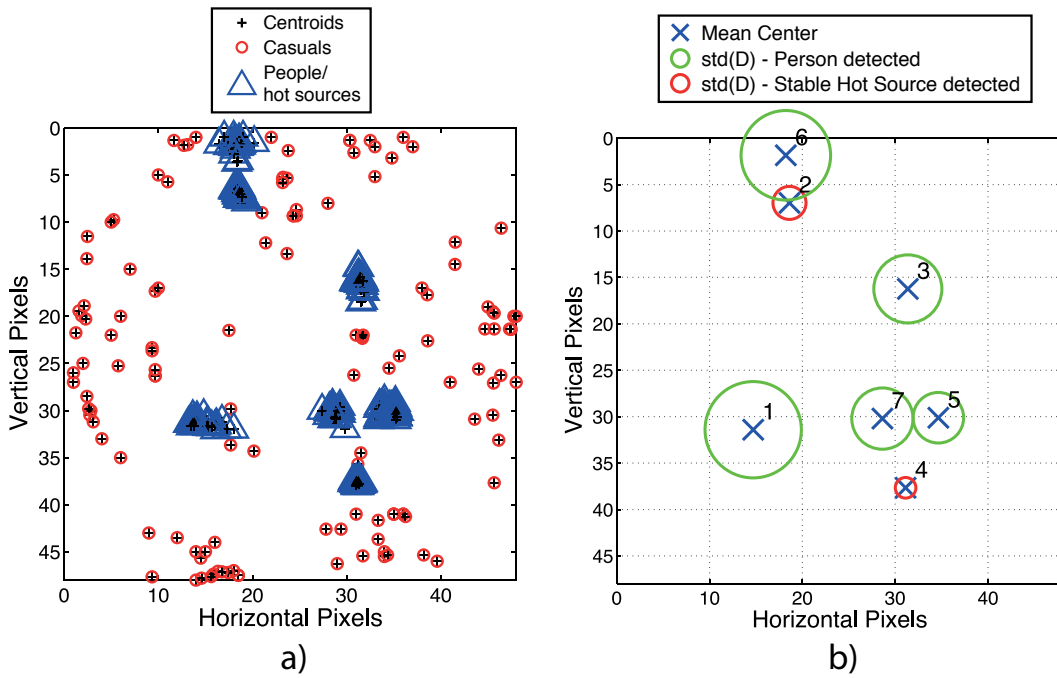 Centroids
Casuals
People/
hot sources
0
5
10
15
20
25
30
35
40
45
0
10
20
30
40
Vertical Pixels
Horizontal Pixels
a)
Mean Center
std(D) - Person detected
std(D) - Stable Hot Source detected
0
5
10
15
20
25
30
35
40
45
0
10
20
30
40
Vertical Pixels
Horizontal Pixels
6
2
3
1
7
5
4
b)